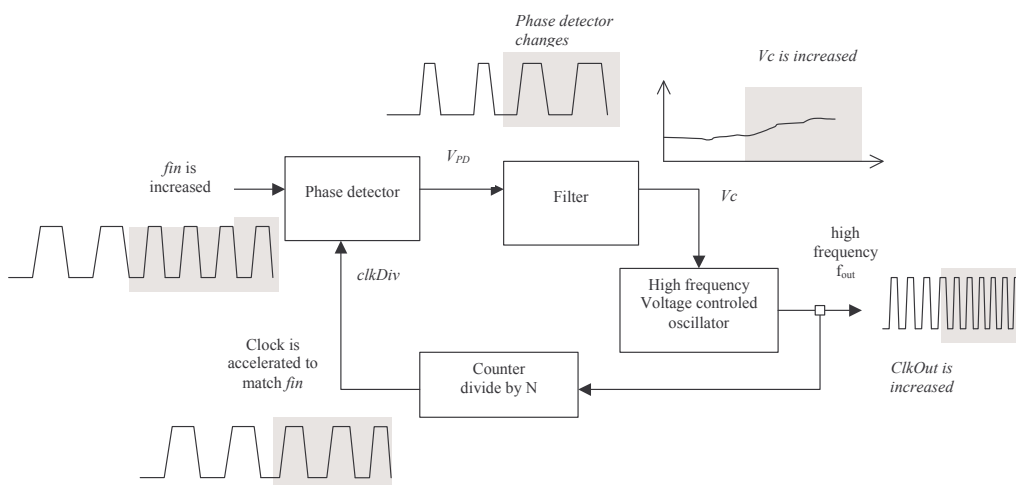 Phase detector
changes
Vc is increased
fin is
increased
V_PD
Phase detector
Filter
Vc
clkDiv
high
frequency
f_out
High frequency
Voltage controled
oscillator
Clock is
accelerated to
match fin
Counter
divide by N
ClkOut is
increased